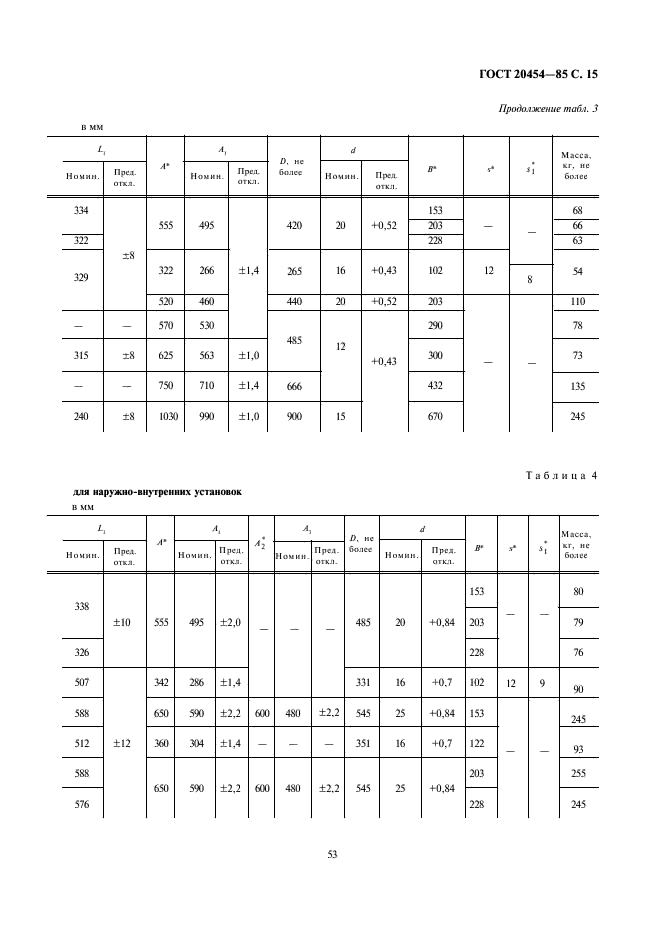 ГОСТ 20454—85 С. 15
Продолжение табл. 3
в мм
L₁ A* A₁ D, не более d B* s* s₁* Масса, кг, не более
Номин. Пред. откл. Номин. Пред. откл. Номин. Пред. откл.
334 ±8 555 495 ±1,4 420 20 +0,52 153 — — 68
203 66
322 228 63
329 322 266 265 16 +0,43 102 12 8 54
520 460 440 20 +0,52 203 — — 110
— — 570 530 485 12 +0,43 290 78
315 ±8 625 563 ±1,0 300 73
— — 750 710 ±1,4 666 432 135
240 ±8 1030 990 ±1,0 900 15 670 245
Таблица 4
для наружно-внутренних установок
в мм
L₁ A* A₁ A₂* A₃ D, не более d B* s* s₁* Масса, кг, не более
Номин. Пред. откл. Номин. Пред. откл. Номин. Пред. откл. Номин. Пред. откл.
338 ±10 555 495 ±2,0 — — — 485 20 +0,84 153 — — 80
203 79
326 228 76
507 ±12 342 286 ±1,4 331 16 +0,7 102 12 9 90
588 650 590 ±2,2 600 480 ±2,2 545 25 +0,84 153 — — 245
512 360 304 ±1,4 — — — 351 16 +0,7 122 93
588 650 590 ±2,2 600 480 ±2,2 545 25 +0,84 203 255
576 228 245
53